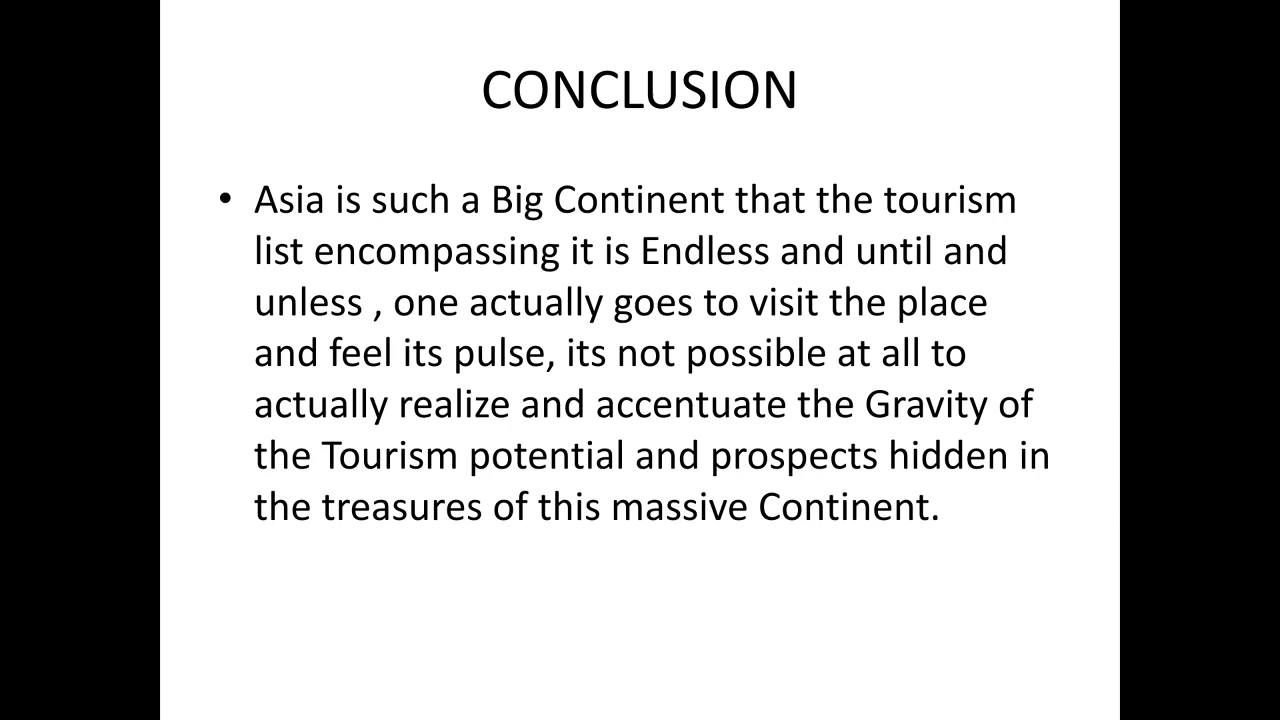 CONCLUSION
• Asia is such a Big Continent that the tourism
list encompassing it is Endless and until and
unless , one actually goes to visit the place
and feel its pulse, its not possible at all to
actually realize and accentuate the Gravity of
the Tourism potential and prospects hidden in
the treasures of this massive Continent.